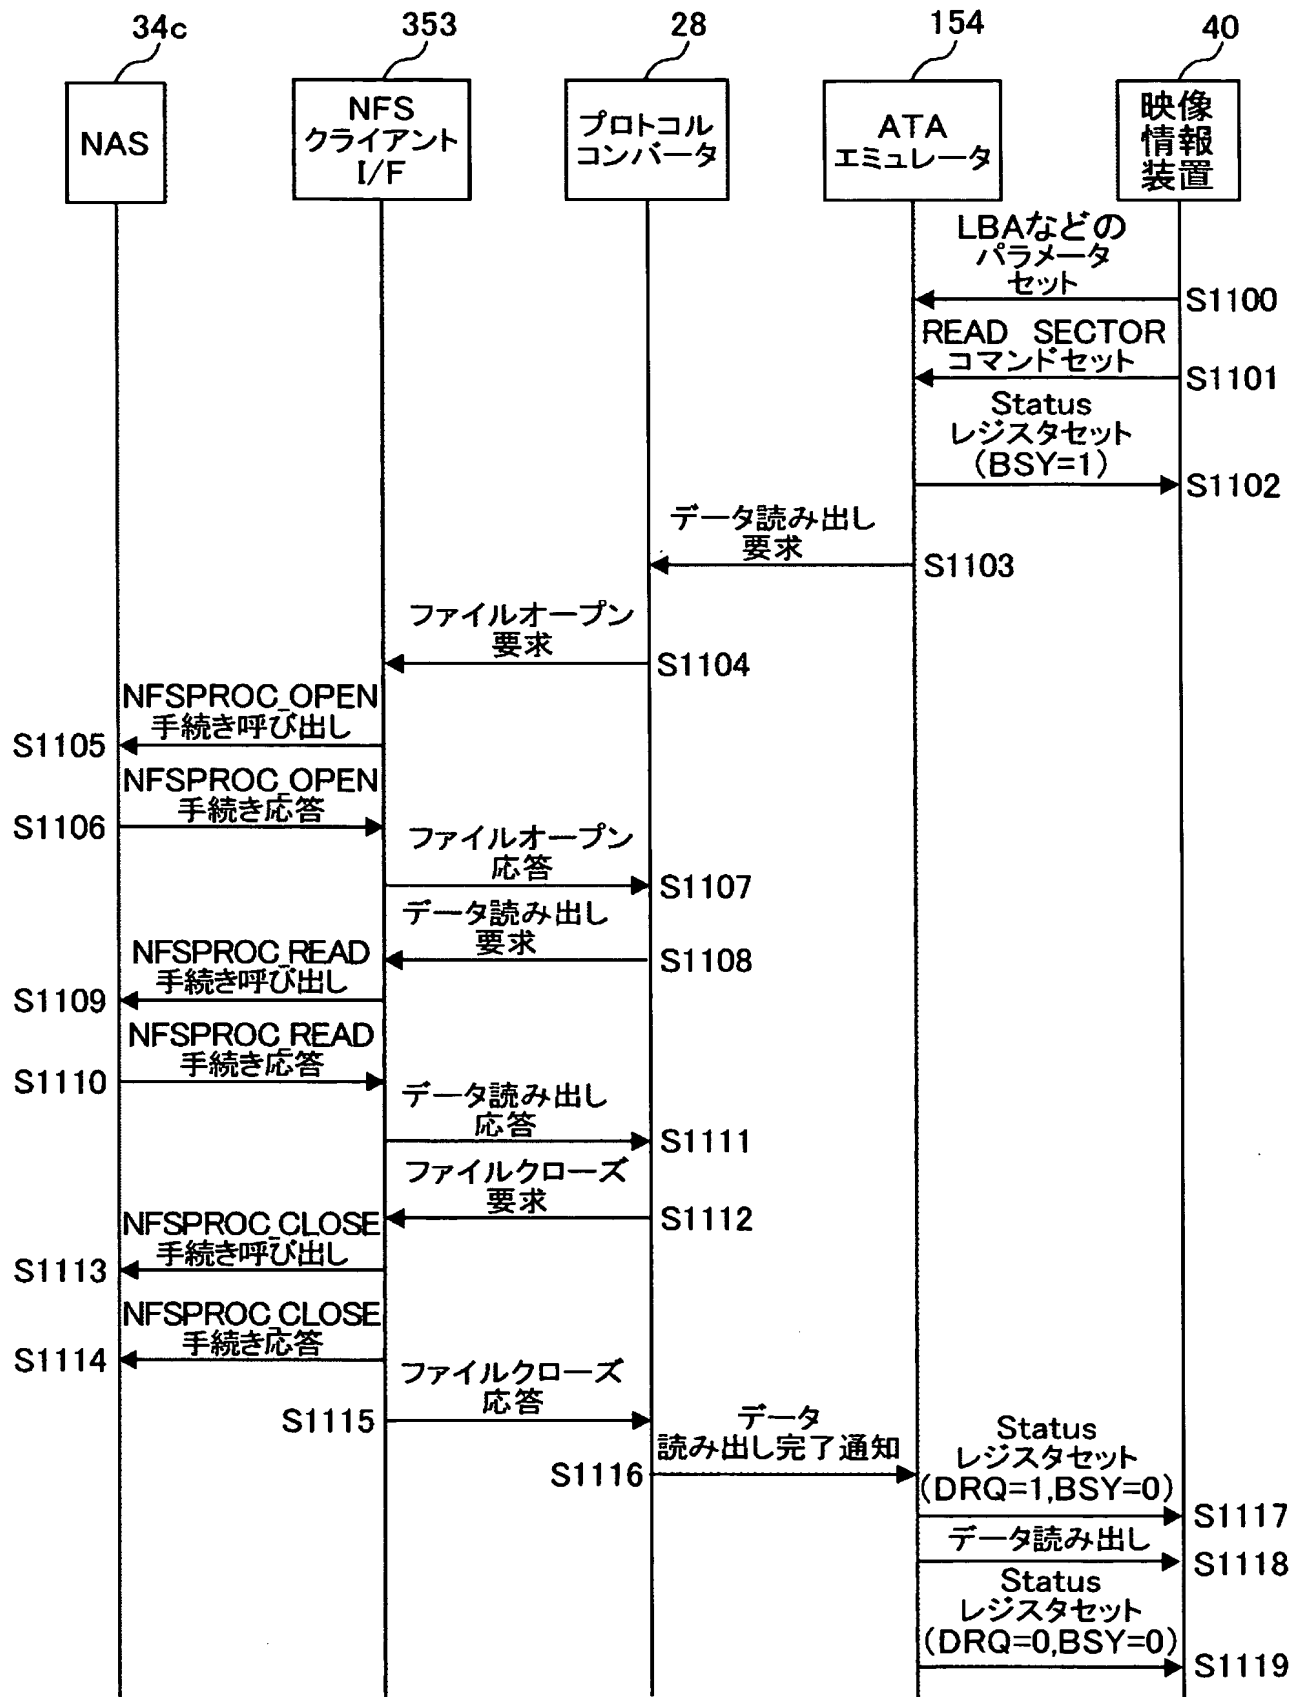 34c
353
28
154
40
NAS
NFS
クライアント
I/F
プロトコル
コンバータ
ATA
エミュレータ
映像
情報
装置
LBAなどの
パラメータ
セット
S1100
READ SECTOR
コマンドセット
S1101
Status
レジスタセット
(BSY=1)
S1102
データ読み出し
要求
S1103
ファイルオープン
要求
S1104
NFSPROC_OPEN
手続き呼び出し
S1105
NFSPROC_OPEN
手続き応答
S1106
ファイルオープン
応答
S1107
データ読み出し
要求
S1108
NFSPROC_READ
手続き呼び出し
S1109
NFSPROC_READ
手続き応答
S1110
データ読み出し
応答
S1111
ファイルクローズ
要求
S1112
NFSPROC_CLOSE
手続き呼び出し
S1113
NFSPROC_CLOSE
手続き応答
S1114
ファイルクローズ
応答
S1115
データ
読み出し完了通知
S1116
Status
レジスタセット
(DRQ=1,BSY=0)
S1117
データ読み出し
S1118
Status
レジスタセット
(DRQ=0,BSY=0)
S1119